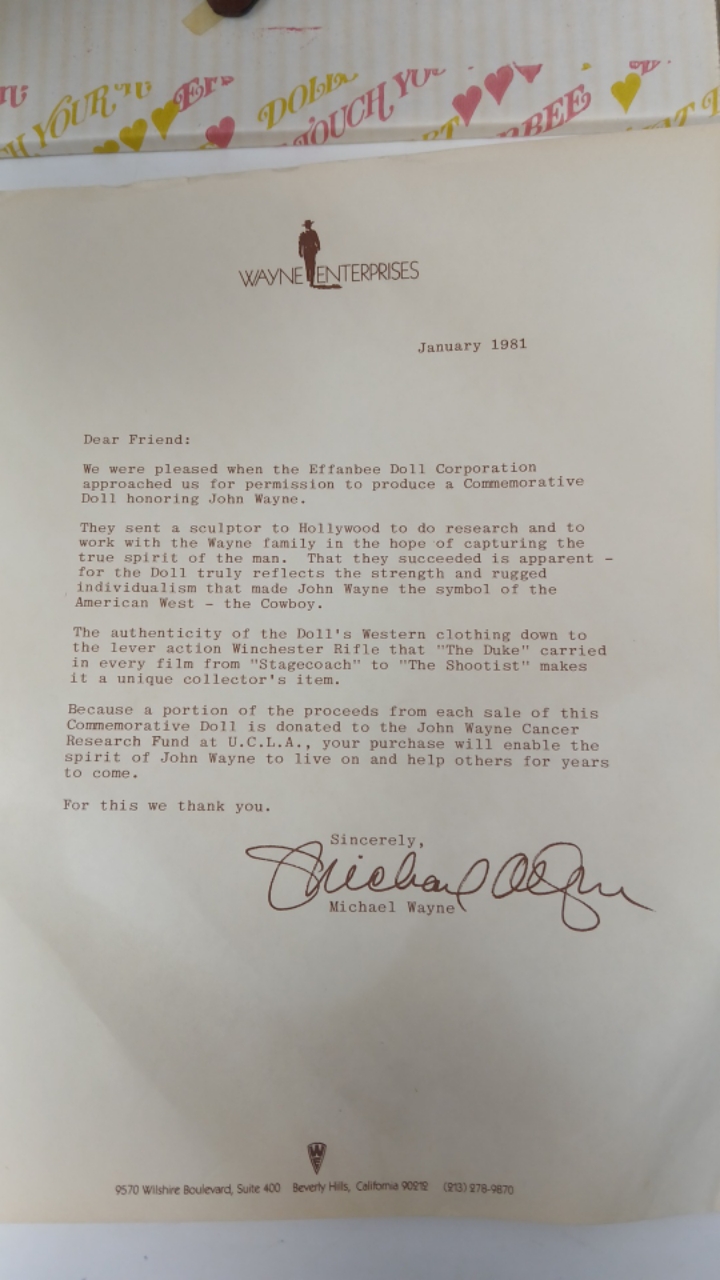 H YOUR
EF
DOLL
TOUCH YOU
RBEE
WAYNE ENTERPRISES
January 1981
Dear Friend:
We were pleased when the Effanbee Doll Corporation
approached us for permission to produce a Commemorative
Doll honoring John Wayne.
They sent a sculptor to Hollywood to do research and to
work with the Wayne family in the hope of capturing the
true spirit of the man. That they succeeded is apparent -
for the Doll truly reflects the strength and rugged
individualism that made John Wayne the symbol of the
American West - the Cowboy.
The authenticity of the Doll's Western clothing down to
the lever action Winchester Rifle that "The Duke" carried
in every film from "Stagecoach" to "The Shootist" makes
it a unique collector's item.
Because a portion of the proceeds from each sale of this
Commemorative Doll is donated to the John Wayne Cancer
Research Fund at U.C.L.A., your purchase will enable the
spirit of John Wayne to live on and help others for years
to come.
For this we thank you.
Sincerely,
Michael Wayne
Michael Wayne
9570 Wilshire Boulevard, Suite 400 Beverly Hills, California 90212 (213) 278-9870